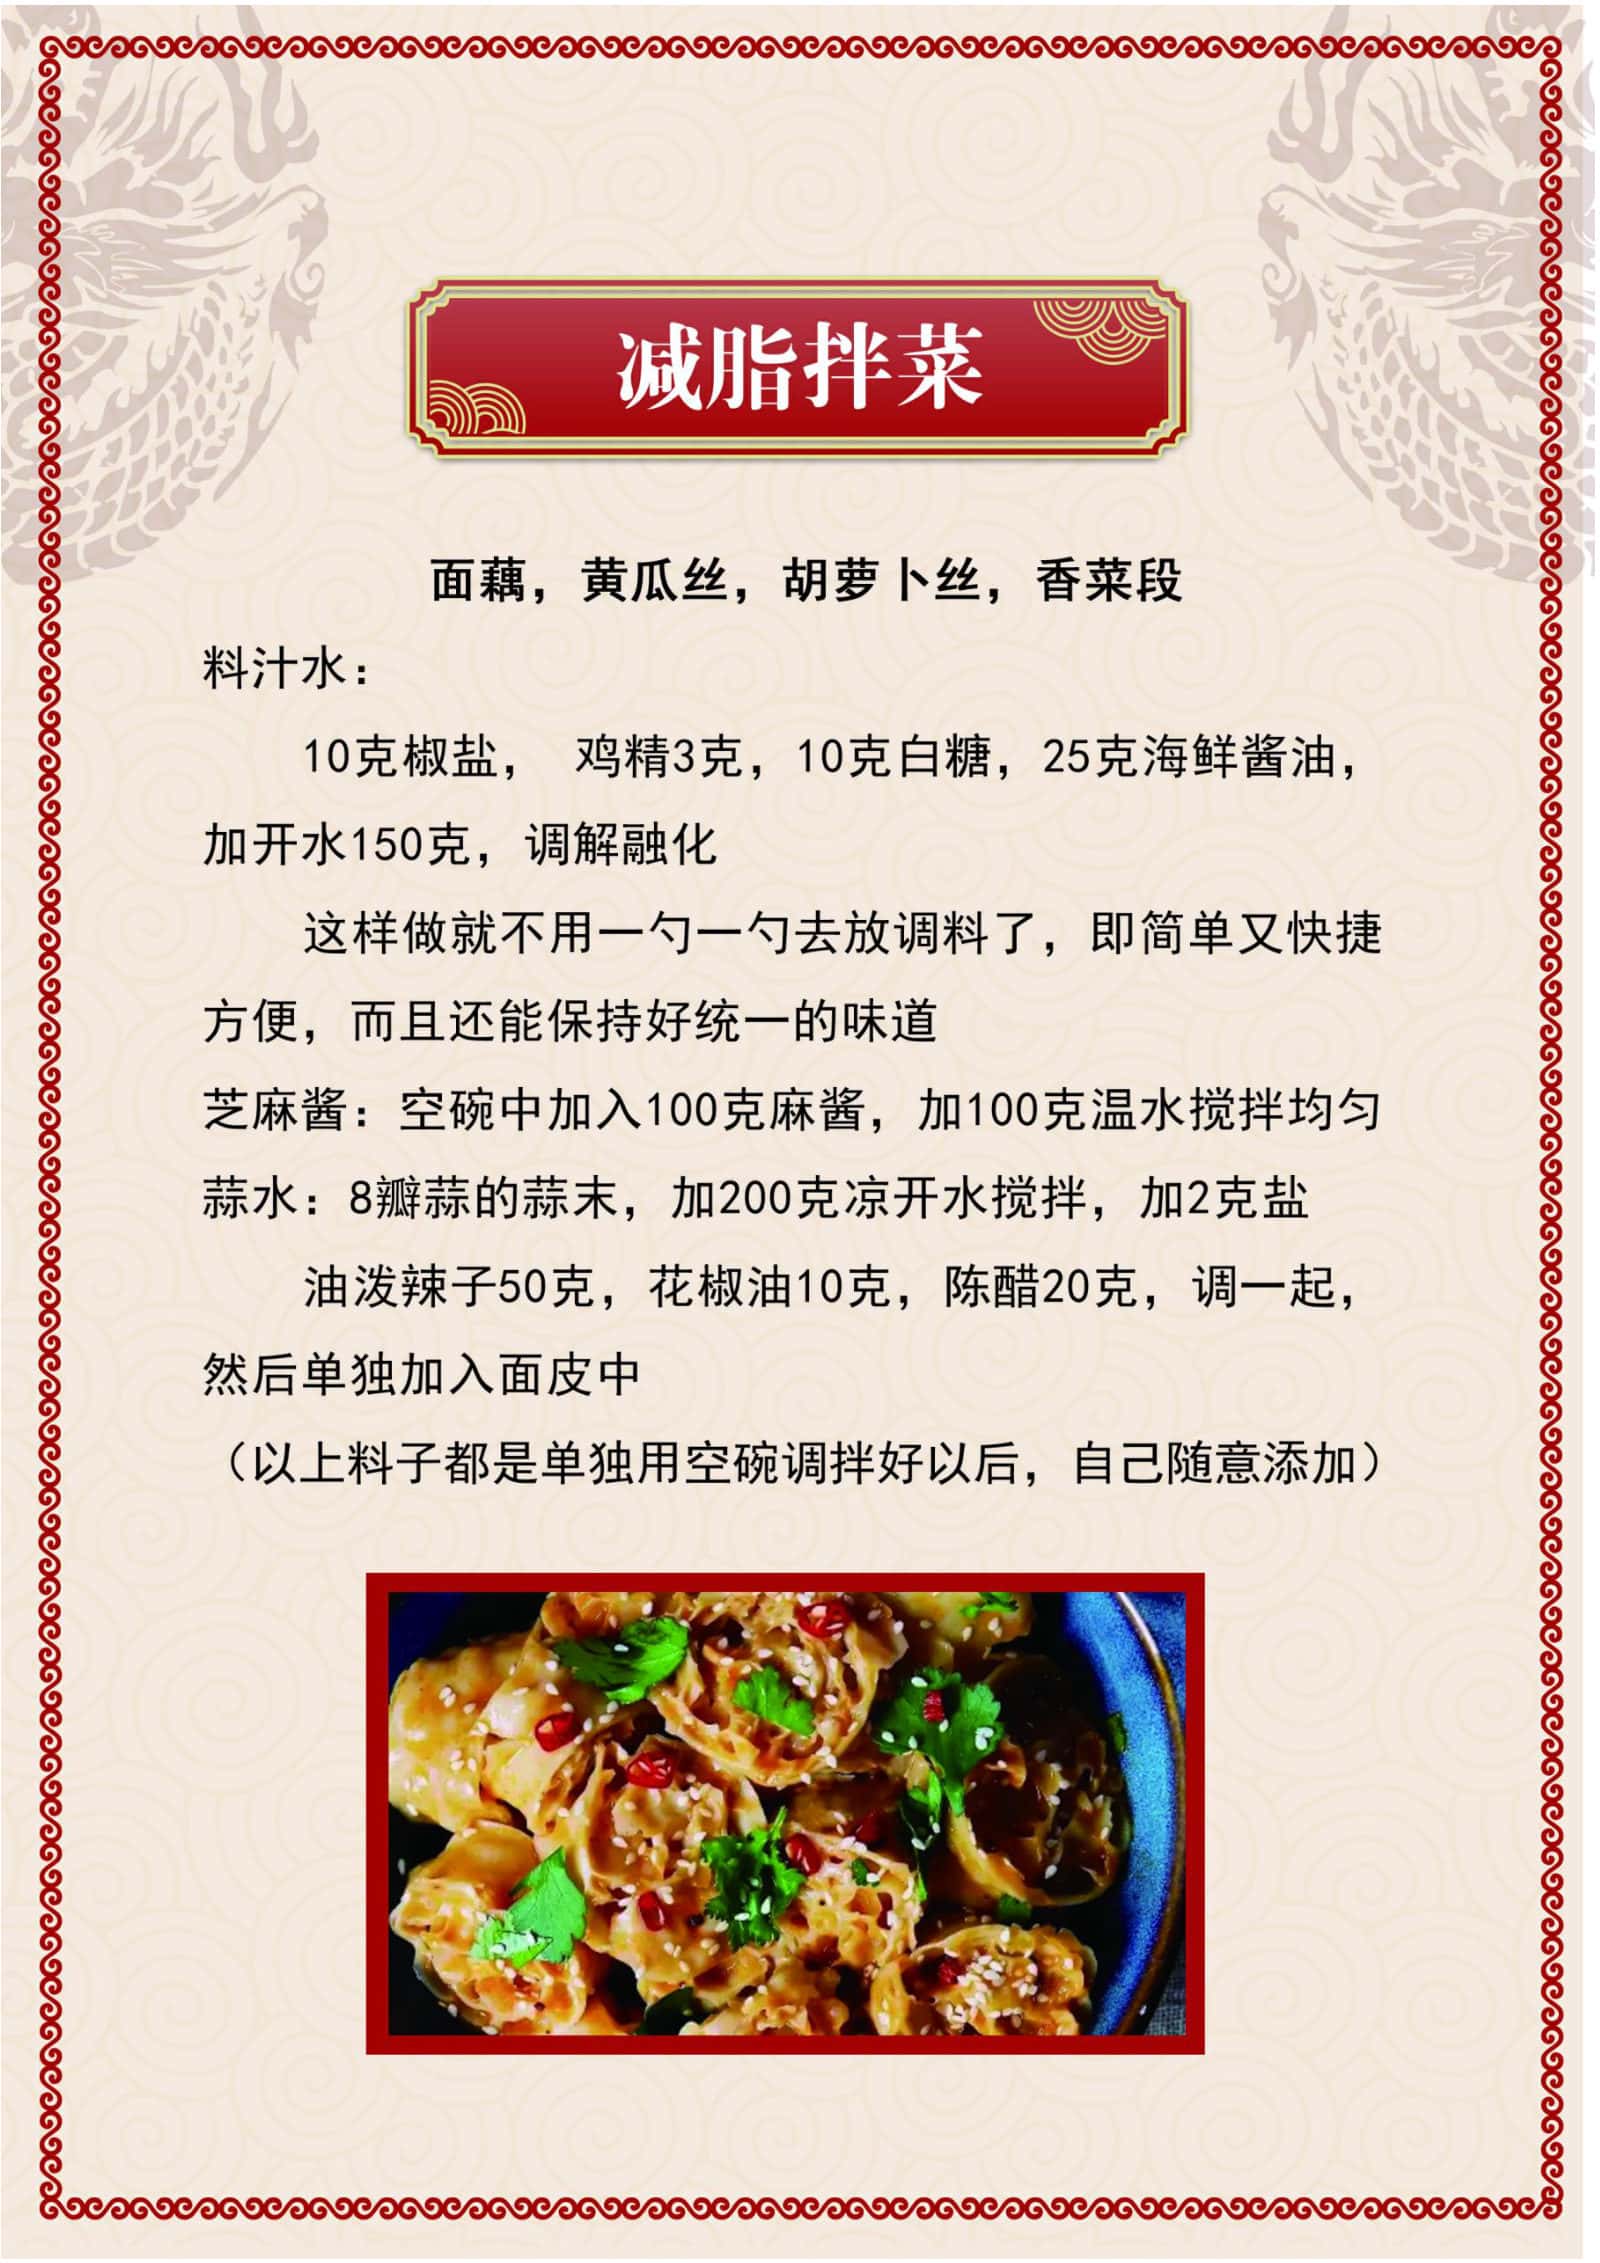 减脂拌菜
面藕，黄瓜丝，胡萝卜丝，香菜段
料汁水：
10克椒盐， 鸡精3克，10克白糖，25克海鲜酱油，
加开水150克，调解融化
这样做就不用一勺一勺去放调料了，即简单又快捷
方便，而且还能保持好统一的味道
芝麻酱：空碗中加入100克麻酱，加100克温水搅拌均匀
蒜水：8瓣蒜的蒜末，加200克凉开水搅拌，加2克盐
油泼辣子50克，花椒油10克，陈醋20克，调一起，
然后单独加入面皮中
（以上料子都是单独用空碗调拌好以后，自己随意添加）